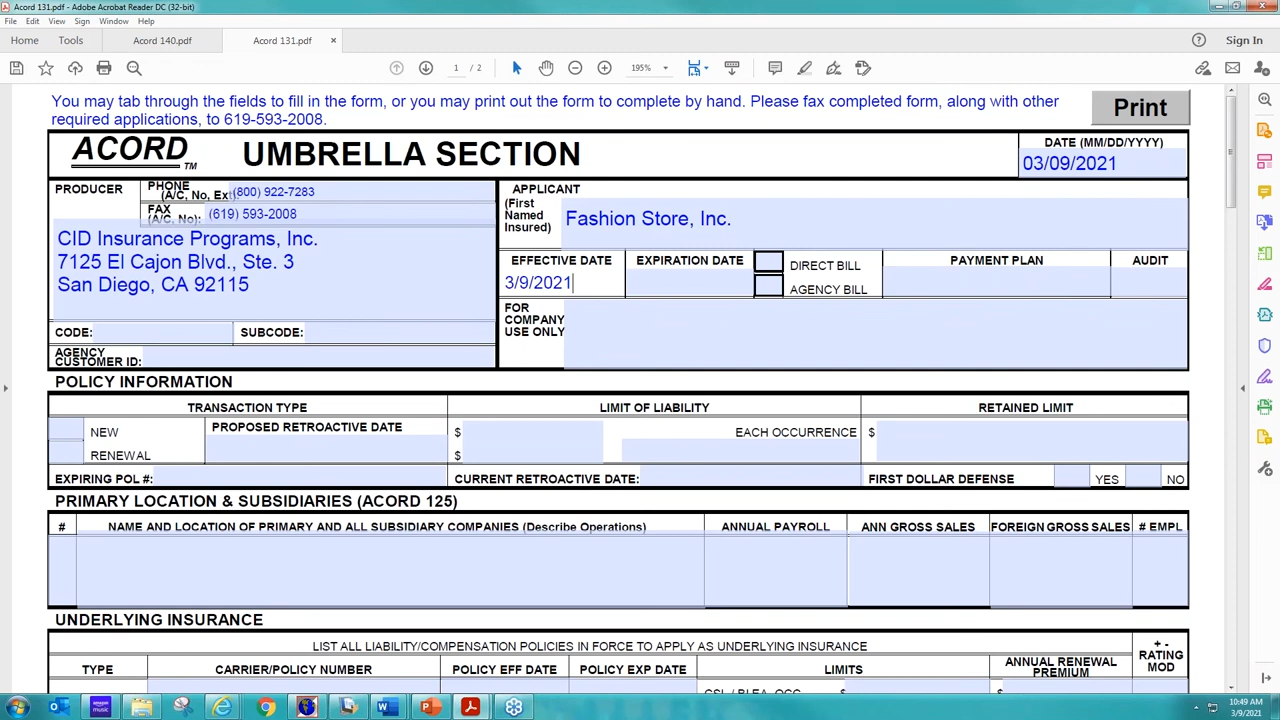 Acord 131.pdf - Adobe Acrobat Reader DC (32-bit)
File Edit View Sign Window Help
Home Tools Acord 140.pdf Acord 131.pdf × Sign In
1 / 2 195%
You may tab through the fields to fill in the form, or you may print out the form to complete by hand. Please fax completed form, along with other
required applications, to 619-593-2008.
Print
ACORD TM UMBRELLA SECTION
DATE (MM/DD/YYYY)
03/09/2021
PRODUCER
PHONE
(A/C, No, Ext): (800) 922-7283
FAX
(A/C, No): (619) 593-2008
CID Insurance Programs, Inc.
7125 El Cajon Blvd., Ste. 3
San Diego, CA 92115
CODE: SUBCODE:
AGENCY
CUSTOMER ID:
APPLICANT
(First
Named
Insured)
Fashion Store, Inc.
EFFECTIVE DATE EXPIRATION DATE DIRECT BILL PAYMENT PLAN AUDIT
3/9/2021 AGENCY BILL
FOR
COMPANY
USE ONLY
POLICY INFORMATION
TRANSACTION TYPE LIMIT OF LIABILITY RETAINED LIMIT
NEW PROPOSED RETROACTIVE DATE $ EACH OCCURRENCE $
RENEWAL $
EXPIRING POL #: CURRENT RETROACTIVE DATE: FIRST DOLLAR DEFENSE YES NO
PRIMARY LOCATION & SUBSIDIARIES (ACORD 125)
# NAME AND LOCATION OF PRIMARY AND ALL SUBSIDIARY COMPANIES (Describe Operations) ANNUAL PAYROLL ANN GROSS SALES FOREIGN GROSS SALES # EMPL
UNDERLYING INSURANCE
LIST ALL LIABILITY/COMPENSATION POLICIES IN FORCE TO APPLY AS UNDERLYING INSURANCE
+ -
RATING
MOD
TYPE CARRIER/POLICY NUMBER POLICY EFF DATE POLICY EXP DATE LIMITS
ANNUAL RENEWAL
PREMIUM
$ $
10:49 AM
3/9/2021